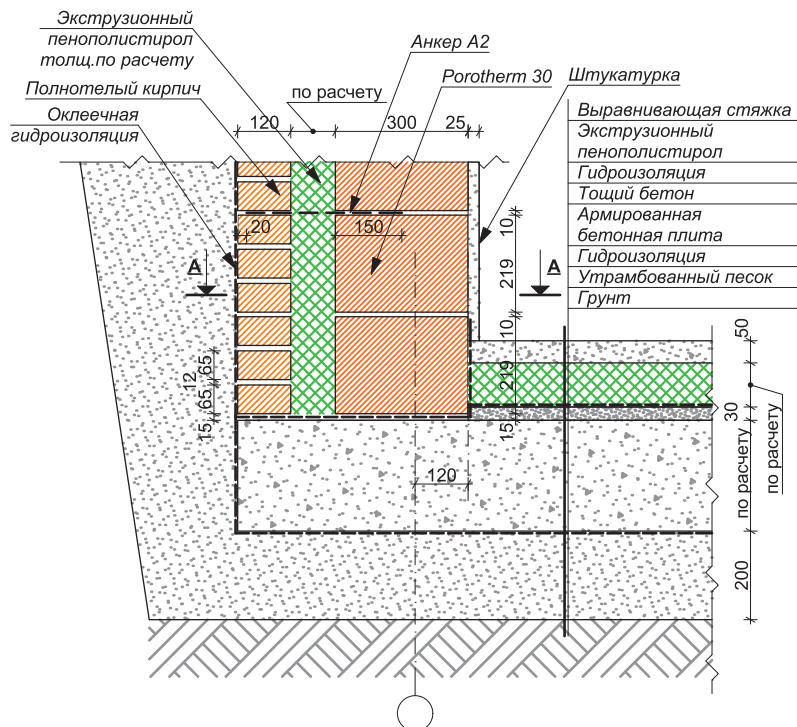 Экструзионный
пенополистирол
толщ.по расчету
Полнотелый кирпич
Оклеечная
гидроизоляция
по расчету
Анкер А2
Porotherm 30
Штукатурка
120
300
25
Выравнивающая стяжка
Экструзионный
пенополистирол
Гидроизоляция
Тощий бетон
Армированная
бетонная плита
Гидроизоляция
Утрамбованный песок
Грунт
20
150
10
219
10
219
15
А
А
65
12
65
15
120
50
30
по расчету
по расчету
200